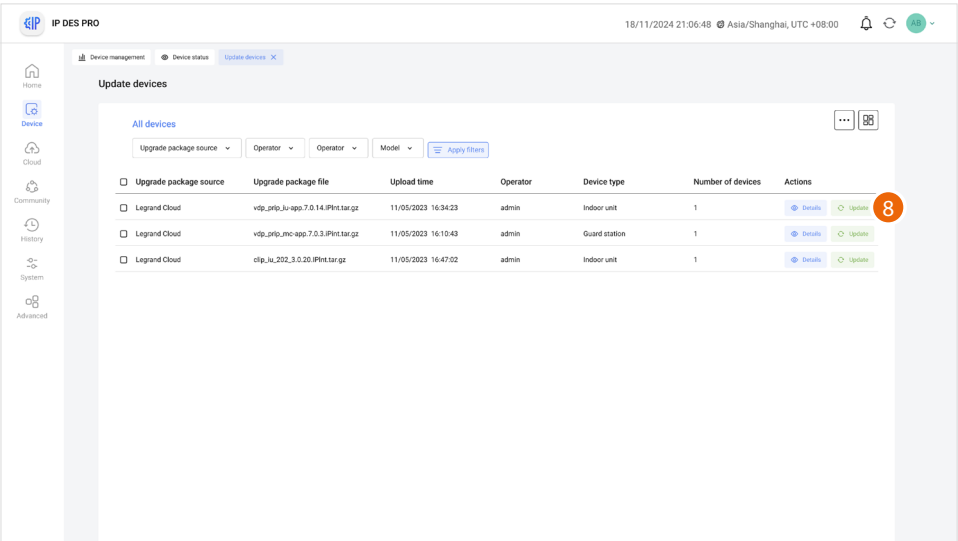 IP DES PRO
18/11/2024 21:06:48 Asia/Shanghai, UTC +08:00
AB
Device management Device status Update devices
Home
Device
Cloud
Community
History
System
Advanced
Update devices
All devices
Upgrade package source Operator Operator Model Apply filters
Upgrade package source Upgrade package file Upload time Operator Device type Number of devices Actions
Legrand Cloud vdp_prip_iu-app.7.0.14.IPInt.tar.gz 11/05/2023 16:34:23 admin Indoor unit 1 Details Update 8
Legrand Cloud vdp_prip_mc-app.7.0.3.IPint.tar.gz 11/05/2023 16:10:43 admin Guard station 1 Details Update
Legrand Cloud clip_iu_202_3.0.20.IPInt.tar.gz 11/05/2023 16:47:02 admin Indoor unit 1 Details Update